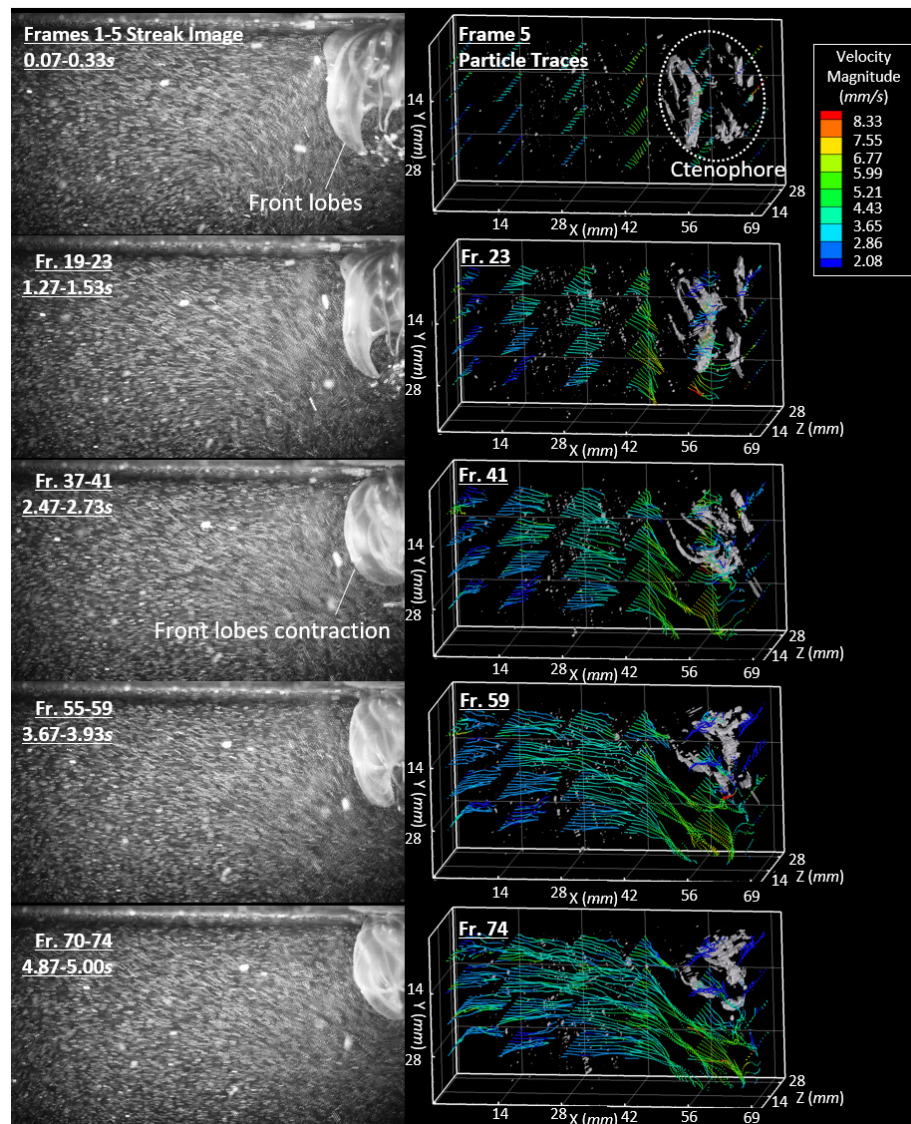 Frames 1-5 Streak Image
0.07-0.33s
Front lobes
Frame 5
Particle Traces
Ctenophore
14
28
Y (mm)
14
28
X (mm)
42
56
69
14
28
Velocity
Magnitude
(mm/s)
8.33
7.55
6.77
5.99
5.21
4.43
3.65
2.86
2.08
Fr. 19-23
1.27-1.53s
Fr. 23
14
28
Y (mm)
14
28
X (mm)
42
56
69
14
28
Z (mm)
Fr. 37-41
2.47-2.73s
Front lobes contraction
Fr. 41
14
28
Y (mm)
14
28
X (mm)
42
56
69
14
28
Z (mm)
Fr. 55-59
3.67-3.93s
Fr. 59
14
28
Y (mm)
14
28
X (mm)
42
56
69
14
28
Z (mm)
Fr. 70-74
4.87-5.00s
Fr. 74
14
28
Y (mm)
14
28
X (mm)
42
56
69
14
28
Z (mm)